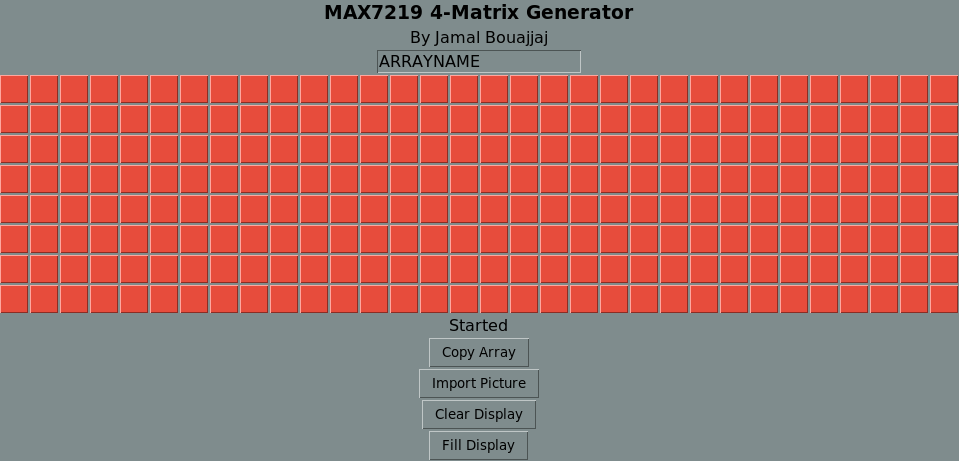 MAX7219 4-Matrix Generator
By Jamal Bouajjaj
ARRAYNAME
Started
Copy Array
Import Picture
Clear Display
Fill Display